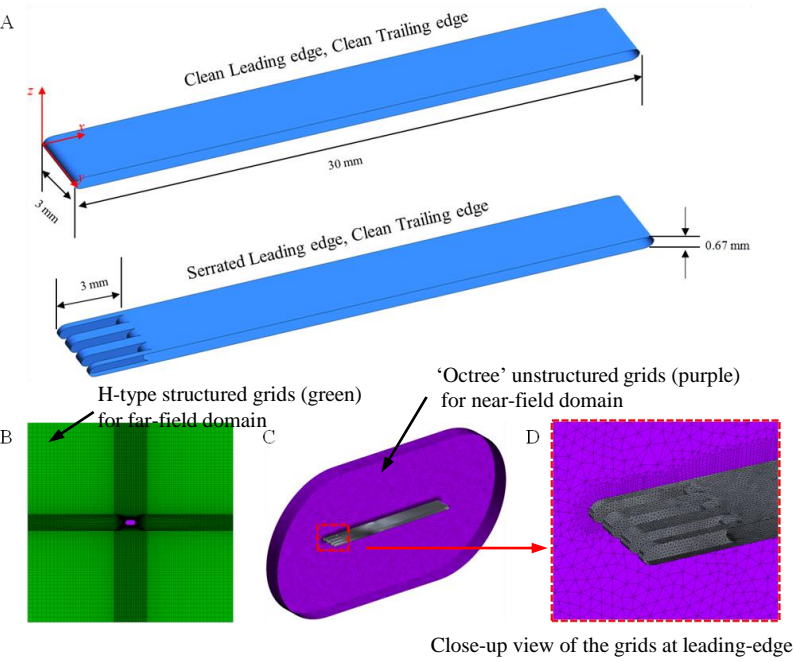 A
Clean Leading edge, Clean Trailing edge
z
x
y
3 mm
30 mm
Serrated Leading edge, Clean Trailing edge
3 mm
0.67 mm
H-type structured grids (green)
for far-field domain
‘Octree’ unstructured grids (purple)
for near-field domain
B
C
D
Close-up view of the grids at leading-edge